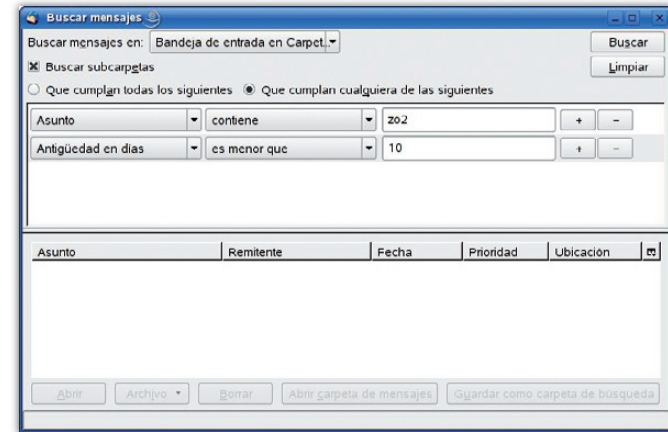 Buscar mensajes
Buscar mensajes en: Bandeja de entrada en Carpet... Buscar
Buscar subcarpetas Limpiar
Que cumplan todas los siguientes Que cumplan cualquiera de las siguientes
Asunto contiene zo2 + -
Antigüedad en días es menor que 10 + -
Asunto Remitente Fecha Prioridad Ubicación
Abrir Archivo Borrar Abrir carpeta de mensajes Guardar como carpeta de búsqueda